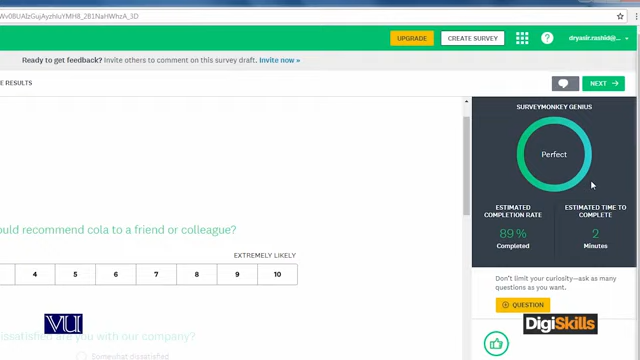 Wv0BUAIzGujAyzhiuYMH8_2B1NaHWhzA_3D
UPGRADE
CREATE SURVEY
?
dryasir.rashid@...
Ready to get feedback? Invite others to comment on this survey draft. Invite now »
E RESULTS
NEXT →
SURVEYMONKEY GENIUS
Perfect
ESTIMATED COMPLETION RATE
89%
Completed
ESTIMATED TIME TO COMPLETE
2
Minutes
ould recommend cola to a friend or colleague?
EXTREMELY LIKELY
4 5 6 7 8 9 10
Don't limit your curiosity—ask as many
questions as you want.
QUESTION
dissatisfied are you with our company?
Somewhat dissatisfied
VU
DigiSkills